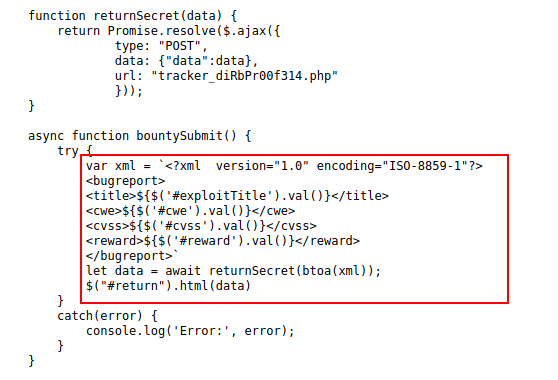 function returnSecret(data) {
return Promise.resolve($.ajax({
type: "POST",
data: {"data":data},
url: "tracker_diRbPr00f314.php"
}));
}
async function bountySubmit() {
try {
var xml = `<?xml  version="1.0" encoding="ISO-8859-1"?>
<bugreport>
<title>${$('#exploitTitle').val()}</title>
<cwe>${$('#cwe').val()}</cwe>
<cvss>${$('#cvss').val()}</cvss>
<reward>${$('#reward').val()}</reward>
</bugreport>`
let data = await returnSecret(btoa(xml));
$("#return").html(data)
}
catch(error) {
console.log('Error:', error);
}
}